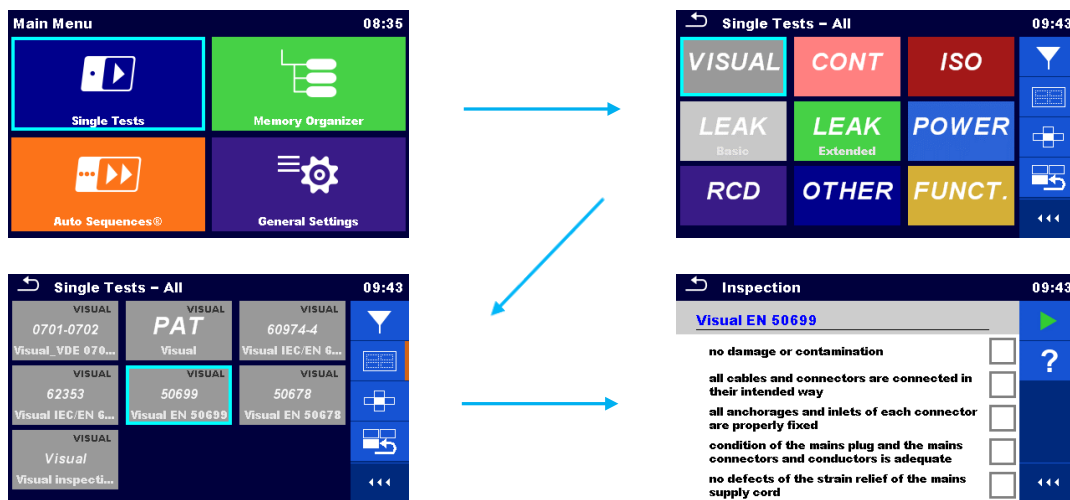 Main Menu 08:35
Single Tests
Memory Organizer
Auto Sequences®
General Settings
Single Tests – All 09:43
VISUAL
CONT
ISO
LEAK
Basic
LEAK
Extended
POWER
RCD
OTHER
FUNCT.
Single Tests – All 09:43
VISUAL
0701-0702
Visual_VDE 070...
VISUAL
PAT
Visual
VISUAL
60974-4
Visual IEC/EN 6...
VISUAL
62353
Visual IEC/EN 6...
VISUAL
50699
Visual EN 50699
VISUAL
50678
Visual EN 50678
VISUAL
Visual
Visual inspecti...
Inspection 09:43
Visual EN 50699
?
no damage or contamination
all cables and connectors are connected in
their intended way
all anchorages and inlets of each connector
are properly fixed
condition of the mains plug and the mains
connectors and conductors is adequate
no defects of the strain relief of the mains
supply cord